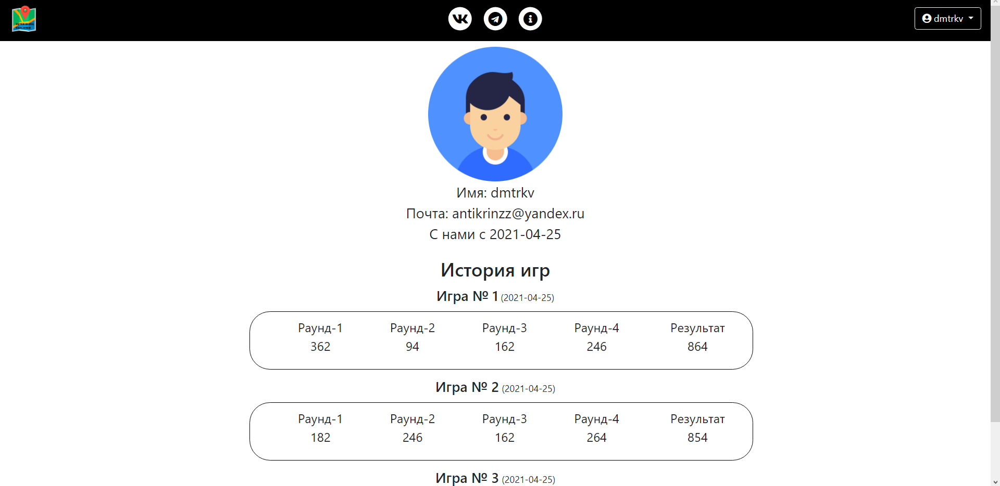 PETERBURG
EXPLORER
dmtrkv
Имя: dmtrkv
Почта: antikrinzz@yandex.ru
С нами с 2021-04-25
История игр
Игра № 1 (2021-04-25)
Раунд-1 Раунд-2 Раунд-3 Раунд-4 Результат
362 94 162 246 864
Игра № 2 (2021-04-25)
Раунд-1 Раунд-2 Раунд-3 Раунд-4 Результат
182 246 162 264 854
Игра № 3 (2021-04-25)